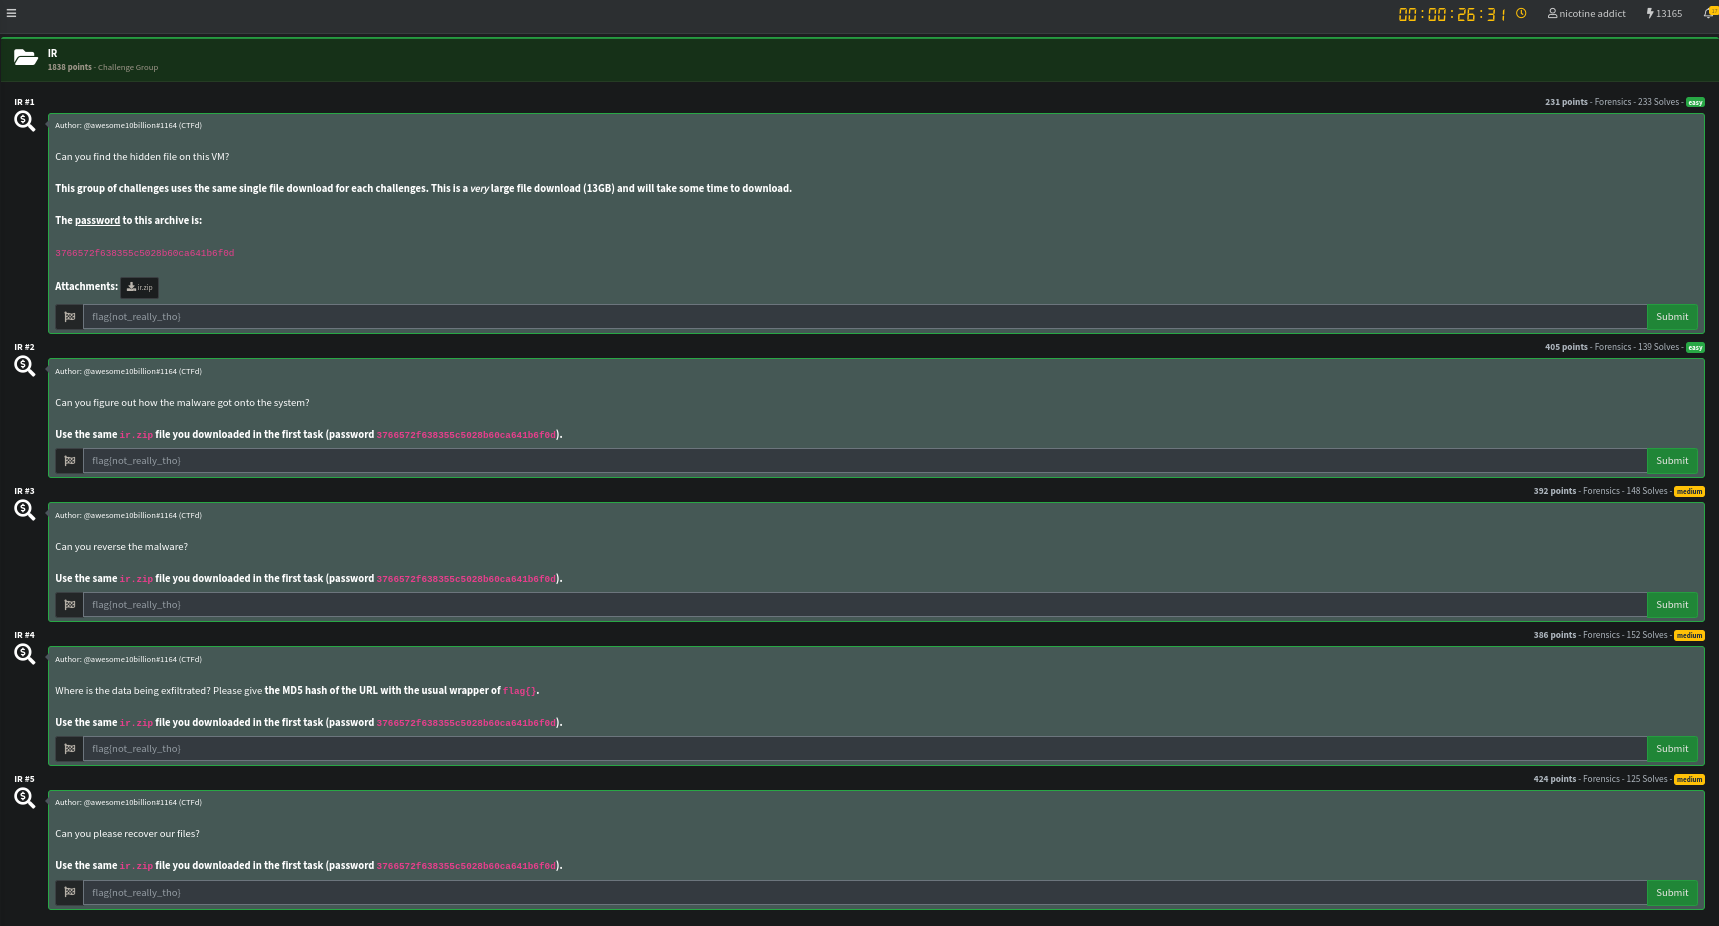 00:00:26:31 nicotine addict 13165
IR
1838 points - Challenge Group
IR #1 231 points - Forensics - 233 Solves - easy
Author: @awesome10billion#1164 (CTFd)
Can you find the hidden file on this VM?
This group of challenges uses the same single file download for each challenges. This is a very large file download (13GB) and will take some time to download.
The password to this archive is:
3766572f638355c5028b60ca641b6f0d
Attachments: ir.zip
flag{not_really_tho} Submit
IR #2 405 points - Forensics - 139 Solves - easy
Author: @awesome10billion#1164 (CTFd)
Can you figure out how the malware got onto the system?
Use the same ir.zip file you downloaded in the first task (password 3766572f638355c5028b60ca641b6f0d).
flag{not_really_tho} Submit
IR #3 392 points - Forensics - 148 Solves - medium
Author: @awesome10billion#1164 (CTFd)
Can you reverse the malware?
Use the same ir.zip file you downloaded in the first task (password 3766572f638355c5028b60ca641b6f0d).
flag{not_really_tho} Submit
IR #4 386 points - Forensics - 152 Solves - medium
Author: @awesome10billion#1164 (CTFd)
Where is the data being exfiltrated? Please give the MD5 hash of the URL with the usual wrapper of flag{}.
Use the same ir.zip file you downloaded in the first task (password 3766572f638355c5028b60ca641b6f0d).
flag{not_really_tho} Submit
IR #5 424 points - Forensics - 125 Solves - medium
Author: @awesome10billion#1164 (CTFd)
Can you please recover our files?
Use the same ir.zip file you downloaded in the first task (password 3766572f638355c5028b60ca641b6f0d).
flag{not_really_tho} Submit